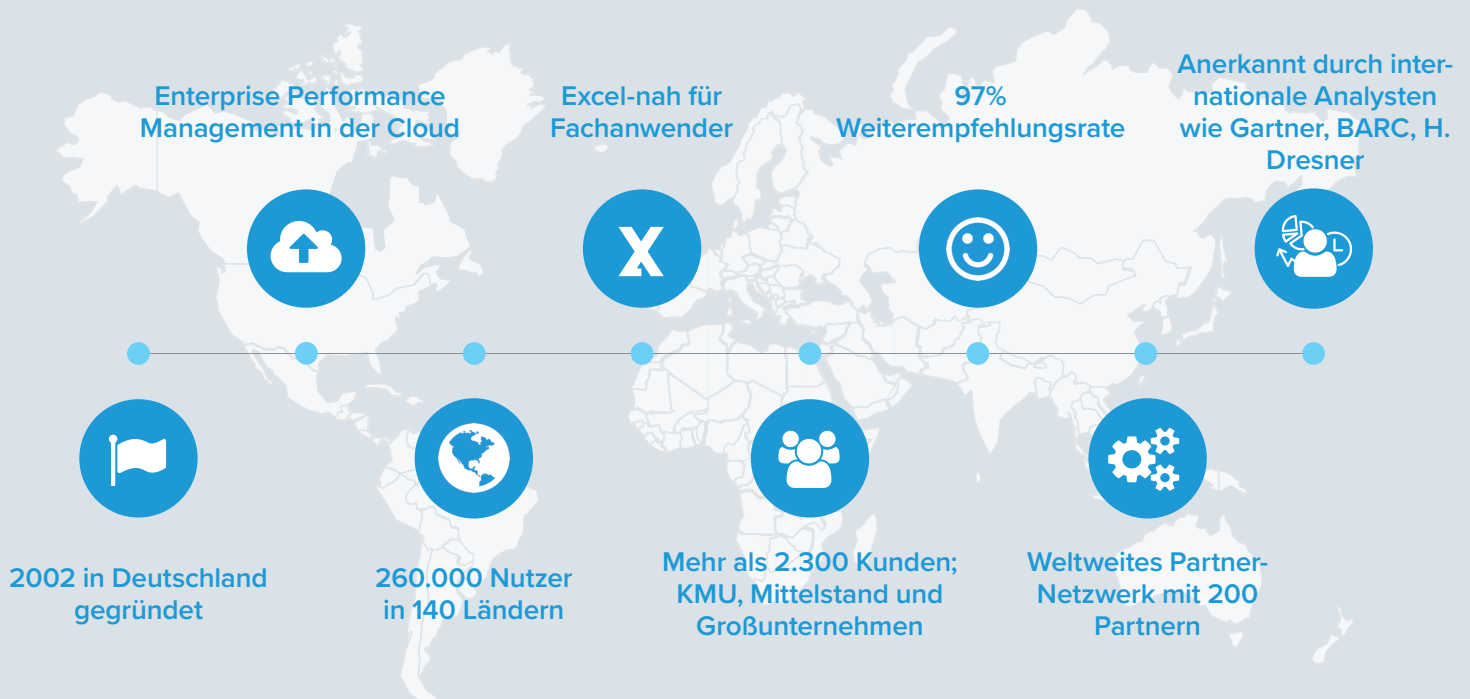 2002 in Deutschland
gegründet
Enterprise Performance
Management in der Cloud
260.000 Nutzer
in 140 Ländern
Excel-nah für
Fachanwender
X
Mehr als 2.300 Kunden;
KMU, Mittelstand und
Großunternehmen
97%
Weiterempfehlungsrate
Weltweites Partner-
Netzwerk mit 200
Partnern
Anerkannt durch inter-
nationale Analysten
wie Gartner, BARC, H.
Dresner